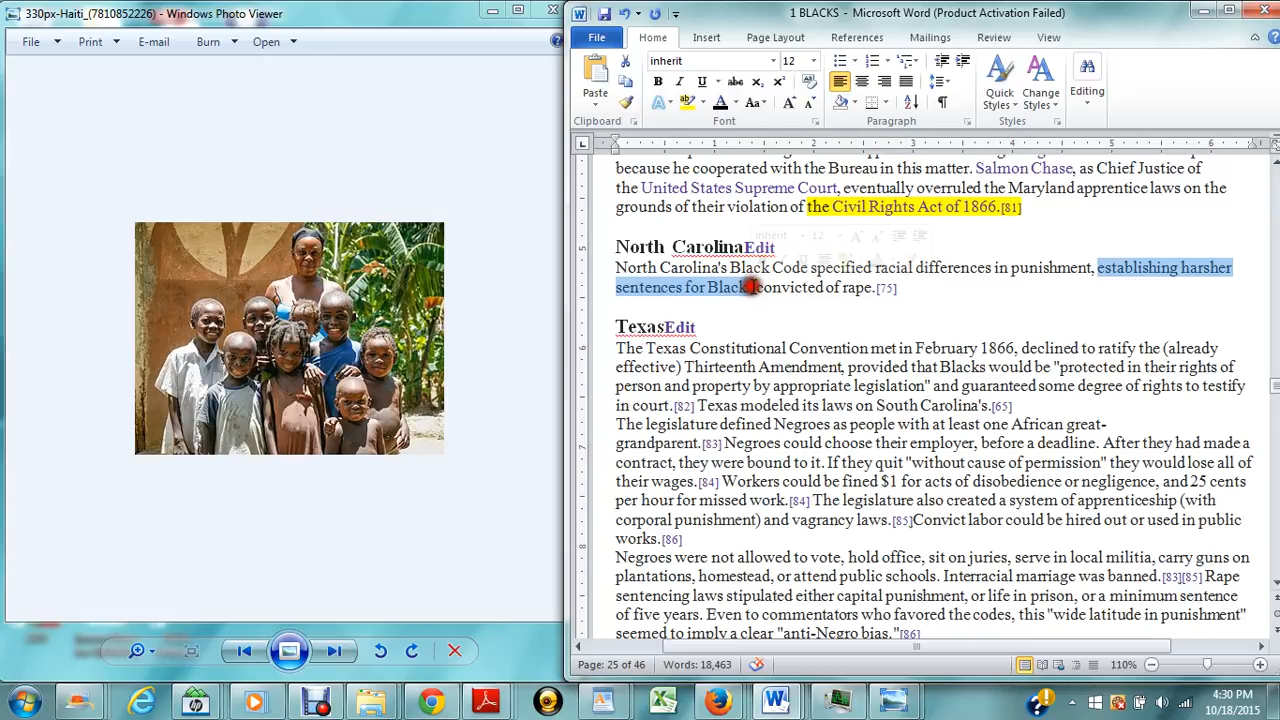 330px-Haiti_(7810852226) - Windows Photo Viewer
File Print E-mail Burn Open
1 BLACKS - Microsoft Word (Product Activation Failed)
File Home Insert Page Layout References Mailings Review View
inherit 12
Paste
Quick Styles Change Styles Editing
Clipboard Font Paragraph Styles
1 2 3 4 5 6
because he cooperated with the Bureau in this matter. Salmon Chase, as Chief Justice of
the United States Supreme Court, eventually overruled the Maryland apprentice laws on the
grounds of their violation of the Civil Rights Act of 1866.[81]
North CarolinaEdit
North Carolina's Black Code specified racial differences in punishment, establishing harsher
sentences for Blacks convicted of rape.[75]
TexasEdit
The Texas Constitutional Convention met in February 1866, declined to ratify the (already
effective) Thirteenth Amendment, provided that Blacks would be "protected in their rights of
person and property by appropriate legislation" and guaranteed some degree of rights to testify
in court.[82] Texas modeled its laws on South Carolina's.[65]
The legislature defined Negroes as people with at least one African great-
grandparent.[83] Negroes could choose their employer, before a deadline. After they had made a
contract, they were bound to it. If they quit "without cause of permission" they would lose all of
their wages.[84] Workers could be fined $1 for acts of disobedience or negligence, and 25 cents
per hour for missed work.[84] The legislature also created a system of apprenticeship (with
corporal punishment) and vagrancy laws.[85]Convict labor could be hired out or used in public
works.[86]
Negroes were not allowed to vote, hold office, sit on juries, serve in local militia, carry guns on
plantations, homestead, or attend public schools. Interracial marriage was banned.[83][85] Rape
sentencing laws stipulated either capital punishment, or life in prison, or a minimum sentence
of five years. Even to commentators who favored the codes, this "wide latitude in punishment"
seemed to imply a clear "anti-Negro bias."[86]
Page: 25 of 46 Words: 18,463 110%
4:30 PM
10/18/2015